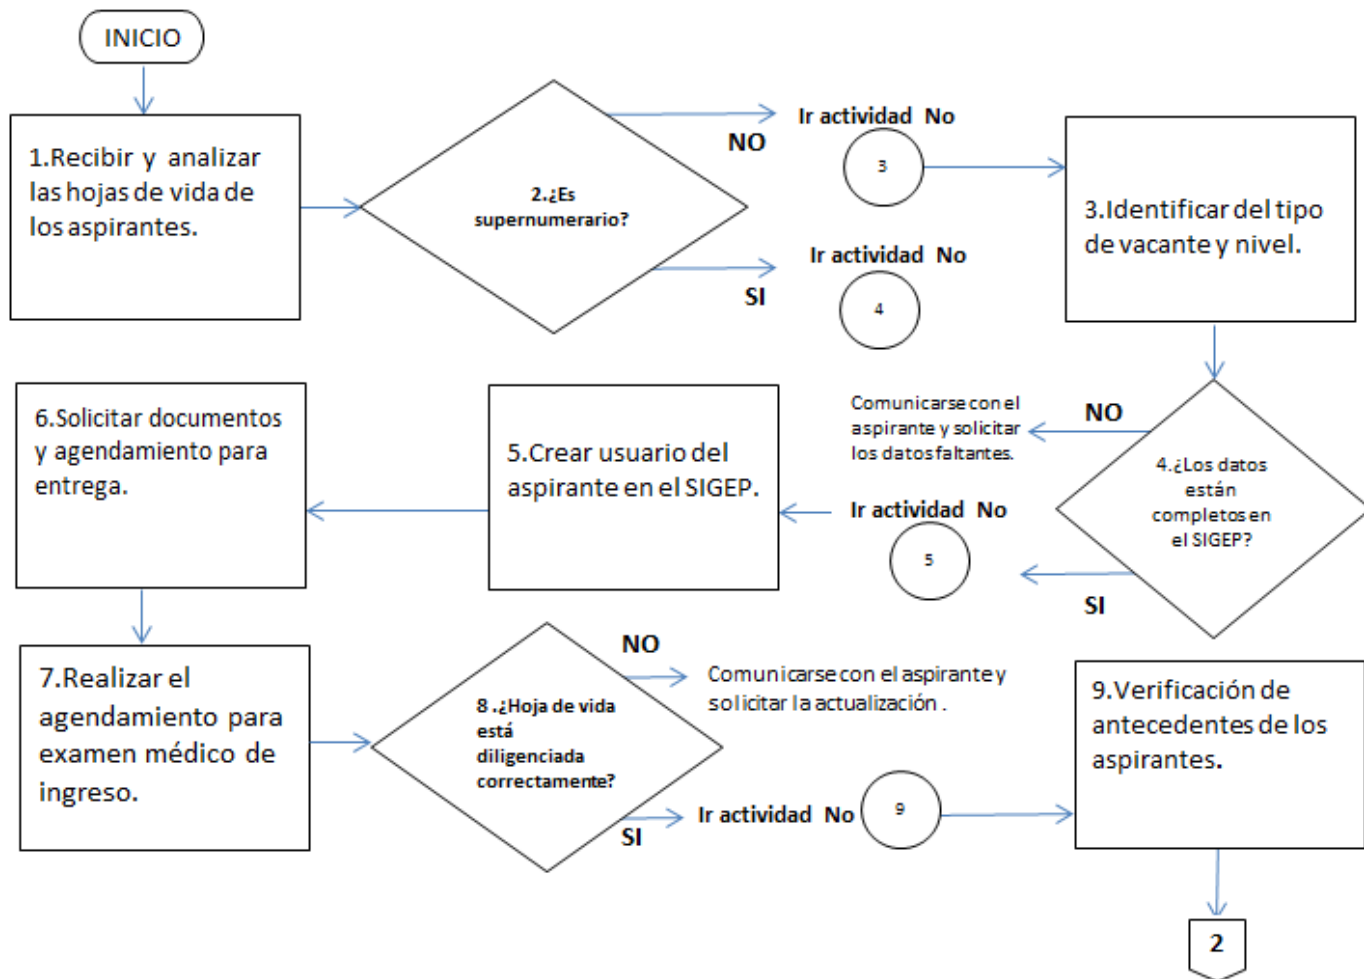 INICIO
1.Recibir y analizar
las hojas de vida de
los aspirantes.
2.¿Es
supernumerario?
NO
Ir actividad No
3
SI
Ir actividad No
4
3.Identificar del tipo
de vacante y nivel.
4.¿Los datos
están
completos en
el SIGEP?
NO
Comunicarse con el
aspirante y solicitar
los datos faltantes.
SI
Ir actividad No
5
5.Crear usuario del
aspirante en el SIGEP.
6.Solicitar documentos
y agendamiento para
entrega.
7.Realizar el
agendamiento para
examen médico de
ingreso.
8.¿Hoja de vida
está
diligenciada
correctamente?
NO
Comunicarse con el aspirante y
solicitar la actualización .
SI
Ir actividad No
9
9.Verificación de
antecedentes de los
aspirantes.
2